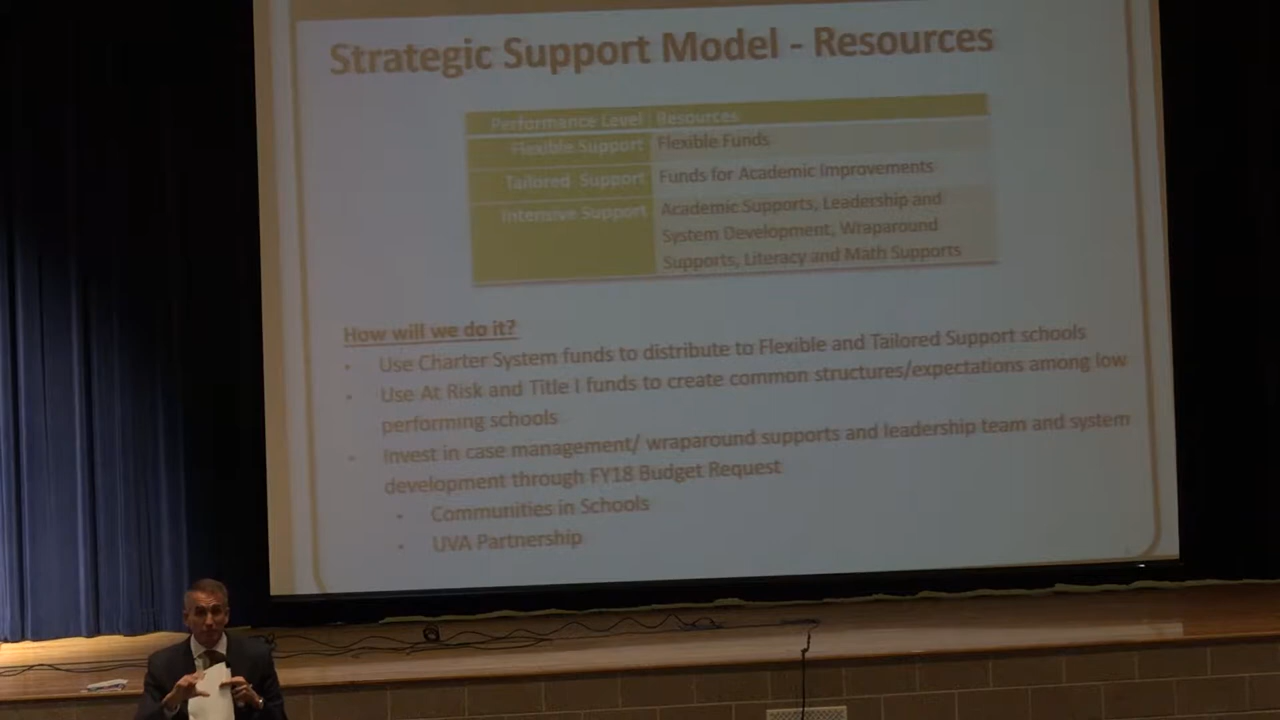 Strategic Support Model - Resources
Performance Level Resources
Flexible Support Flexible Funds
Tailored Support Funds for Academic Improvements
Intensive Support Academic Supports, Leadership and
System Development, Wraparound
Supports, Literacy and Math Supports
How will we do it?
Use Charter System funds to distribute to Flexible and Tailored Support schools
Use At Risk and Title I funds to create common structures/expectations among low
performing schools
Invest in case management/ wraparound supports and leadership team and system
development through FY18 Budget Request
Communities in Schools
UVA Partnership